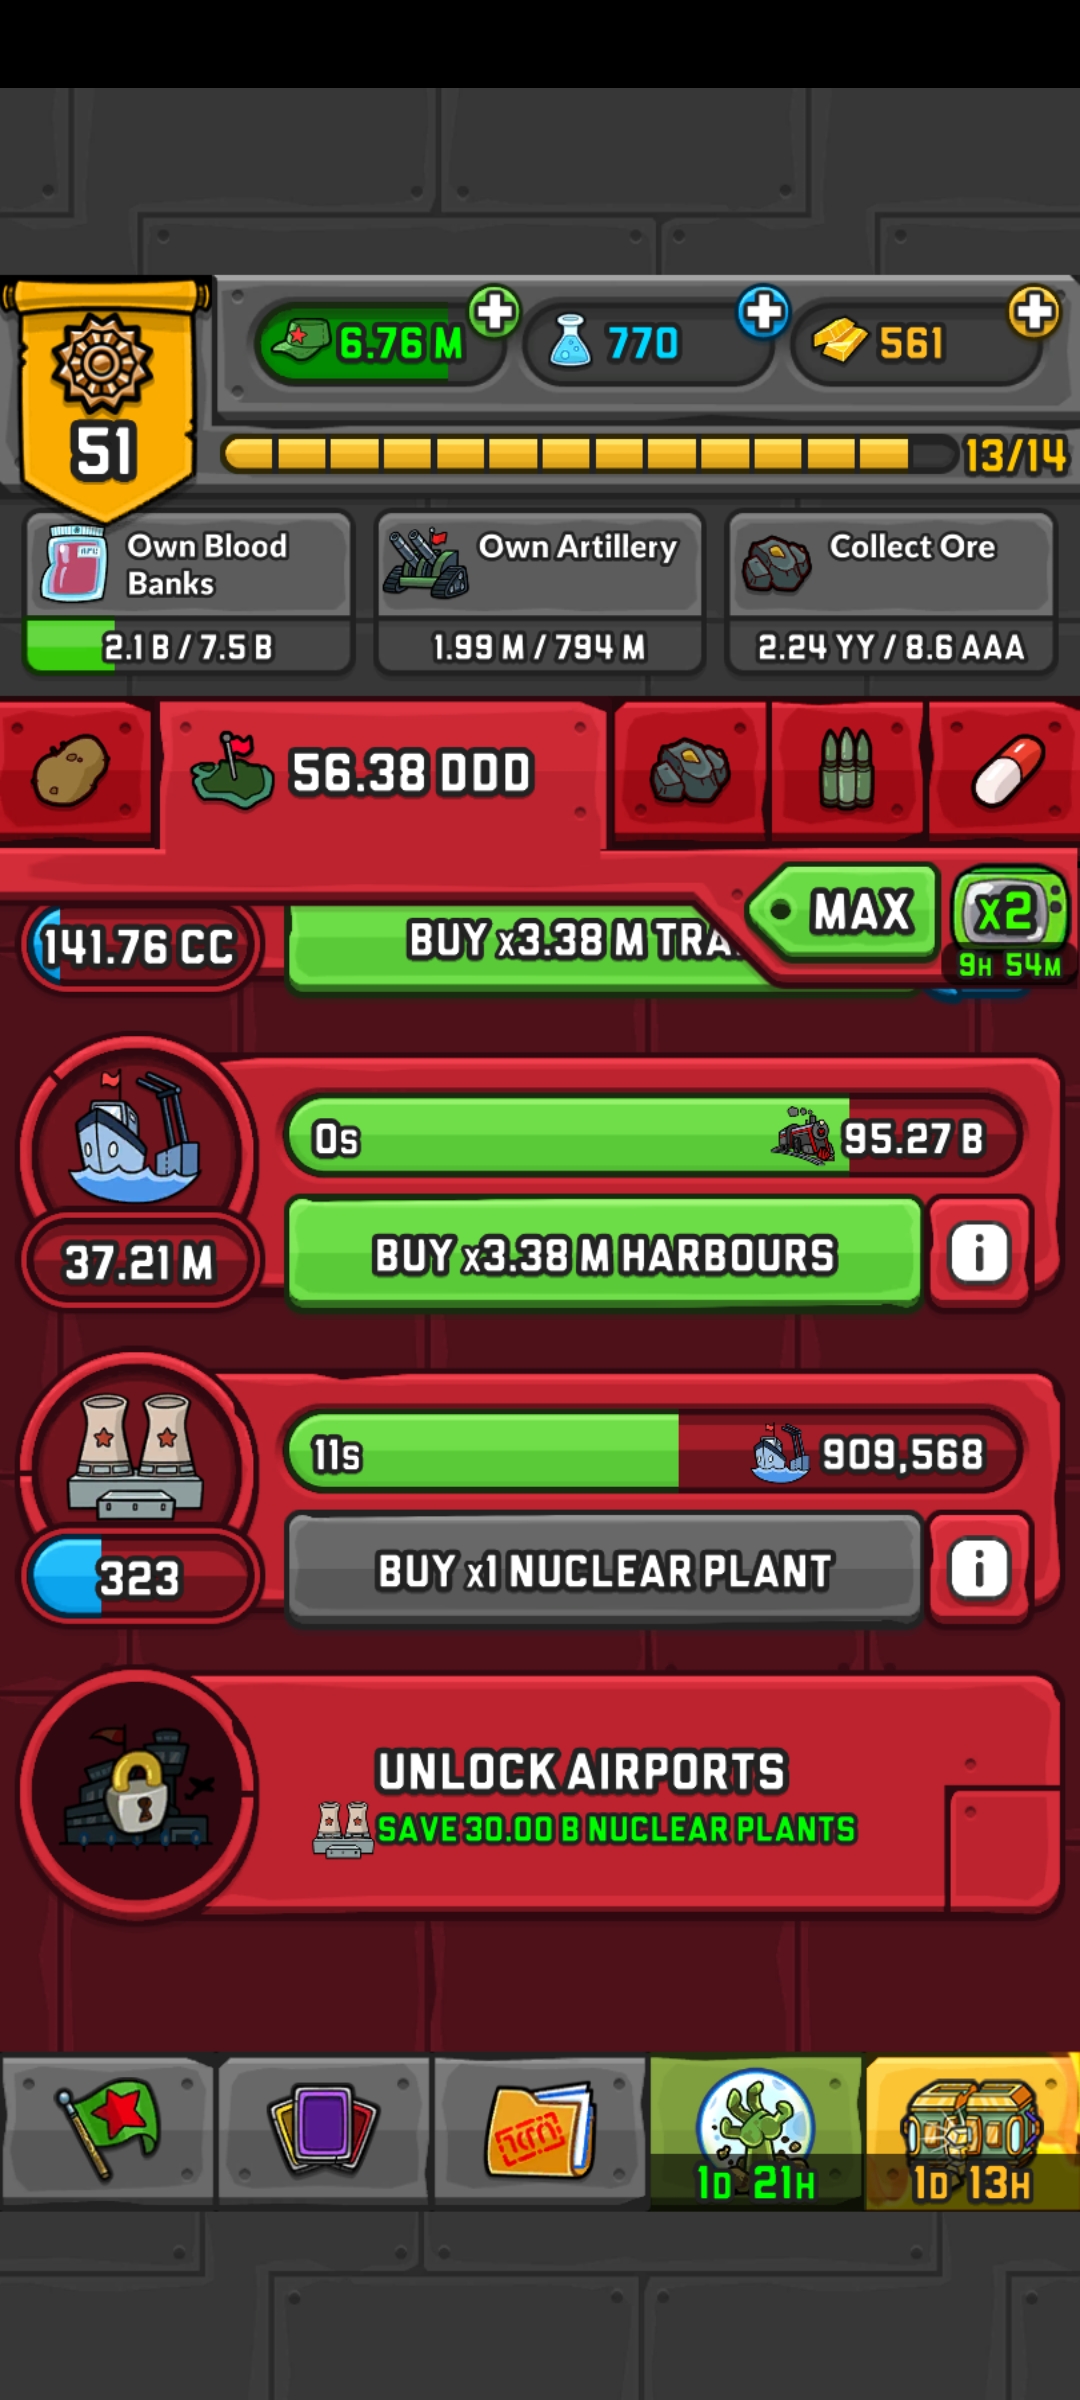 6.76 M
770
561
51
13/14
Own Blood
Banks
2.1 B / 7.5 B
Own Artillery
1.99 M / 794 M
Collect Ore
2.24 YY / 8.6 AAA
56.38 DDD
MAX
x2
9H 54M
141.76 CC
BUY x3.38 M TRA
0s
95.27 B
37.21 M
BUY x3.38 M HARBOURS
i
11s
909,568
323
BUY x1 NUCLEAR PLANT
i
UNLOCK AIRPORTS
SAVE 30.00 B NUCLEAR PLANTS
1D 21H
1D 13H